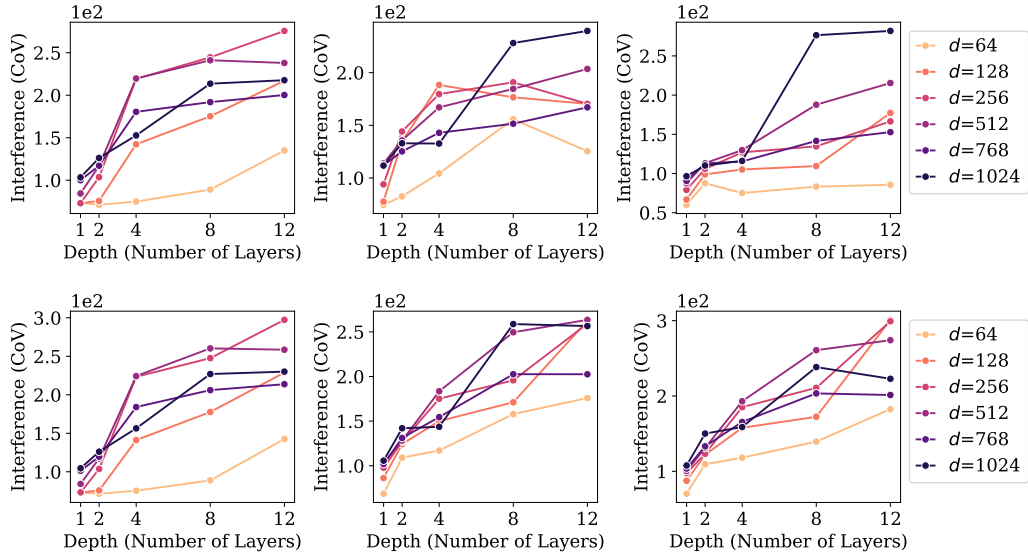 1e2
Interference (CoV)
2.5
2.0
1.5
1.0
1 2 4 8 12
Depth (Number of Layers)
1e2
Interference (CoV)
2.0
1.5
1.0
1 2 4 8 12
Depth (Number of Layers)
1e2
Interference (CoV)
2.5
2.0
1.5
1.0
0.5
1 2 4 8 12
Depth (Number of Layers)
d=64
d=128
d=256
d=512
d=768
d=1024
1e2
Interference (CoV)
3.0
2.5
2.0
1.5
1.0
1 2 4 8 12
Depth (Number of Layers)
1e2
Interference (CoV)
2.5
2.0
1.5
1.0
1 2 4 8 12
Depth (Number of Layers)
1e2
Interference (CoV)
3
2
1
1 2 4 8 12
Depth (Number of Layers)
d=64
d=128
d=256
d=512
d=768
d=1024